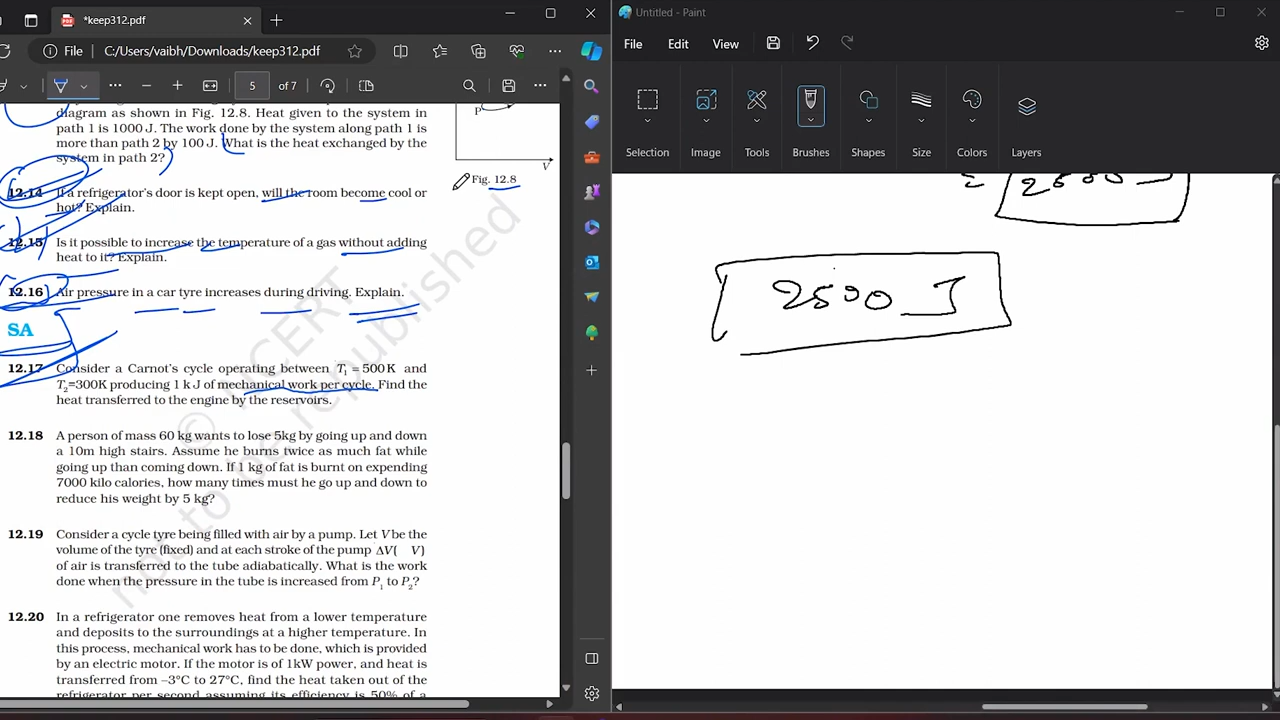 *keep312.pdf
Untitled - Paint
File C:/Users/vaibh/Downloads/keep312.pdf
File Edit View
5 of 7
Selection Image Tools Brushes Shapes Size Colors Layers
diagram as shown in Fig. 12.8. Heat given to the system in
path 1 is 1000 J. The work done by the system along path 1 is
more than path 2 by 100 J. What is the heat exchanged by the
system in path 2?
P
V
Fig. 12.8
12.14 If a refrigerator's door is kept open, will the room become cool or
hot? Explain.
12.15 Is it possible to increase the temperature of a gas without adding
heat to it? Explain.
12.16 Air pressure in a car tyre increases during driving. Explain.
SA
12.17 Consider a Carnot's cycle operating between T₁ = 500K and
T₂=300K producing 1 k J of mechanical work per cycle. Find the
heat transferred to the engine by the reservoirs.
12.18 A person of mass 60 kg wants to lose 5kg by going up and down
a 10m high stairs. Assume he burns twice as much fat while
going up than coming down. If 1 kg of fat is burnt on expending
7000 kilo calories, how many times must he go up and down to
reduce his weight by 5 kg?
12.19 Consider a cycle tyre being filled with air by a pump. Let V be the
volume of the tyre (fixed) and at each stroke of the pump ΔV( V)
of air is transferred to the tube adiabatically. What is the work
done when the pressure in the tube is increased from P₁ to P₂?
12.20 In a refrigerator one removes heat from a lower temperature
and deposits to the surroundings at a higher temperature. In
this process, mechanical work has to be done, which is provided
by an electric motor. If the motor is of 1kW power, and heat is
transferred from –3°C to 27°C, find the heat taken out of the
refrigerator per second assuming its efficiency is 50% of a
© NCERT
not to be republished
= 2500 J
2500 J